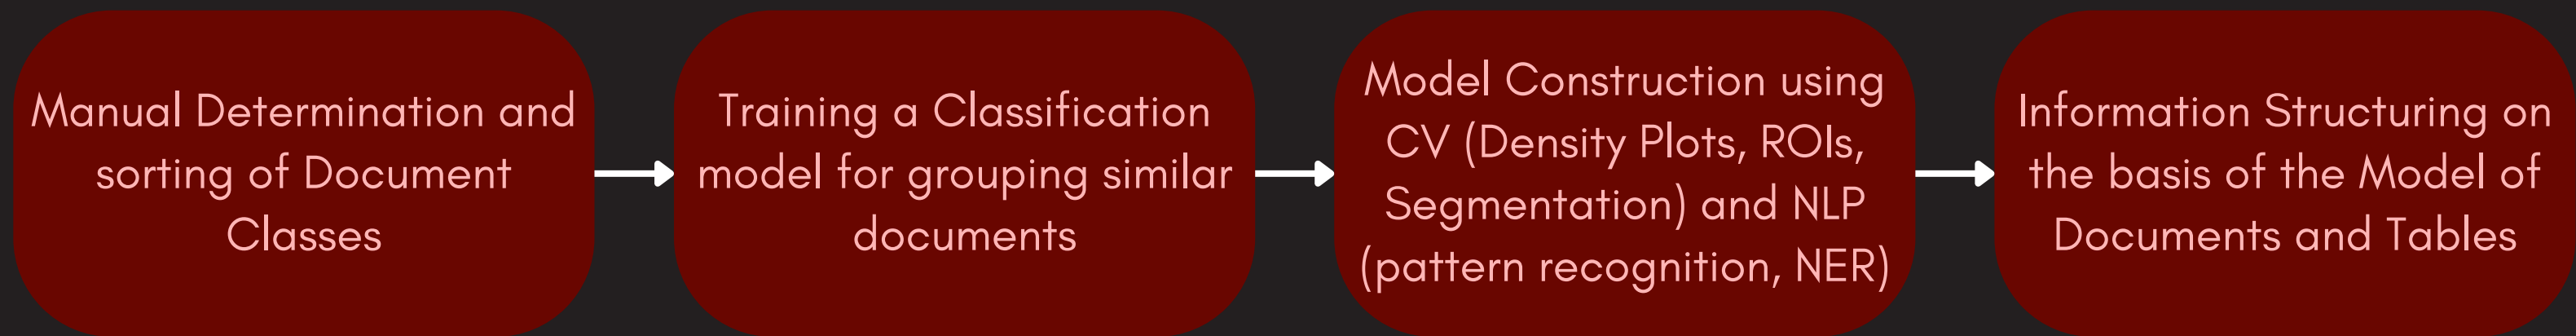 Manual Determination and
sorting of Document
Classes
Training a Classification
model for grouping similar
documents
Model Construction using
CV (Density Plots, ROIs,
Segmentation) and NLP
(pattern recognition, NER)
Information Structuring on
the basis of the Model of
Documents and Tables